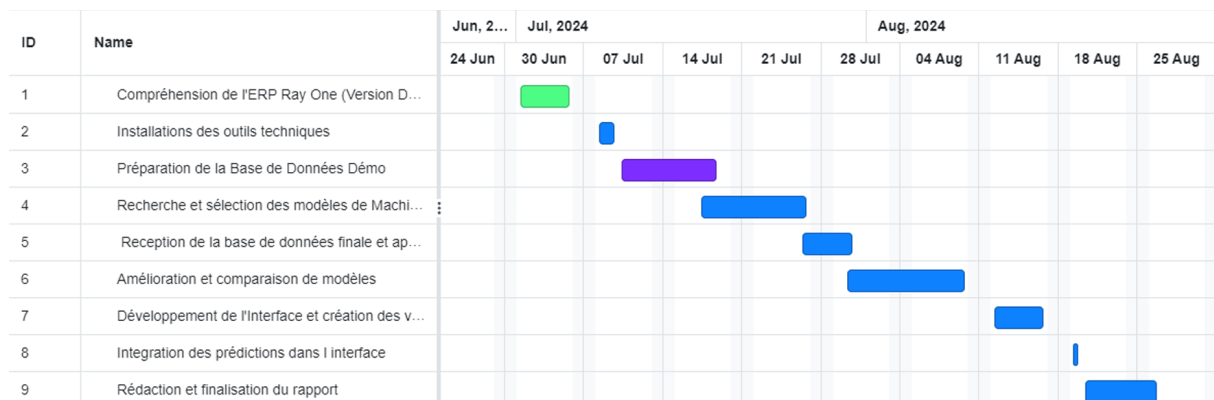 ID Name Jun, 2... Jul, 2024 Aug, 2024
24 Jun 30 Jun 07 Jul 14 Jul 21 Jul 28 Jul 04 Aug 11 Aug 18 Aug 25 Aug
1 Compréhension de l'ERP Ray One (Version D...
2 Installations des outils techniques
3 Préparation de la Base de Données Démo
4 Recherche et sélection des modèles de Machi...
5 Reception de la base de données finale et ap...
6 Amélioration et comparaison de modèles
7 Développement de l'Interface et création des v...
8 Integration des prédictions dans l interface
9 Rédaction et finalisation du rapport